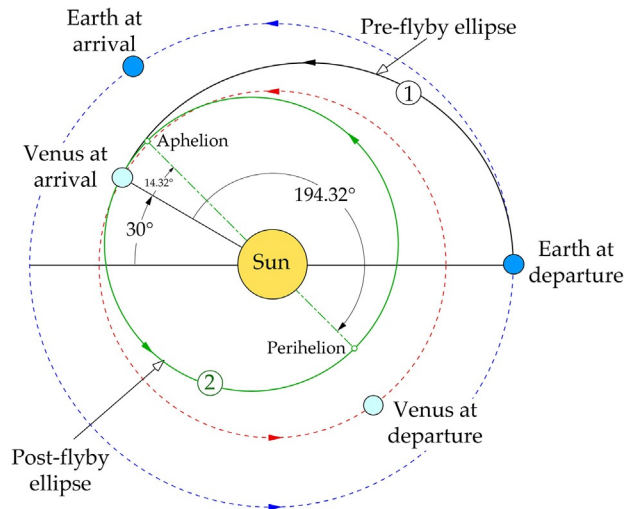 Earth at
arrival
Pre-flyby ellipse
1
Venus at
arrival
Aphelion
14.32°
30°
194.32°
Sun
Earth at
departure
Perihelion
2
Venus at
departure
Post-flyby
ellipse